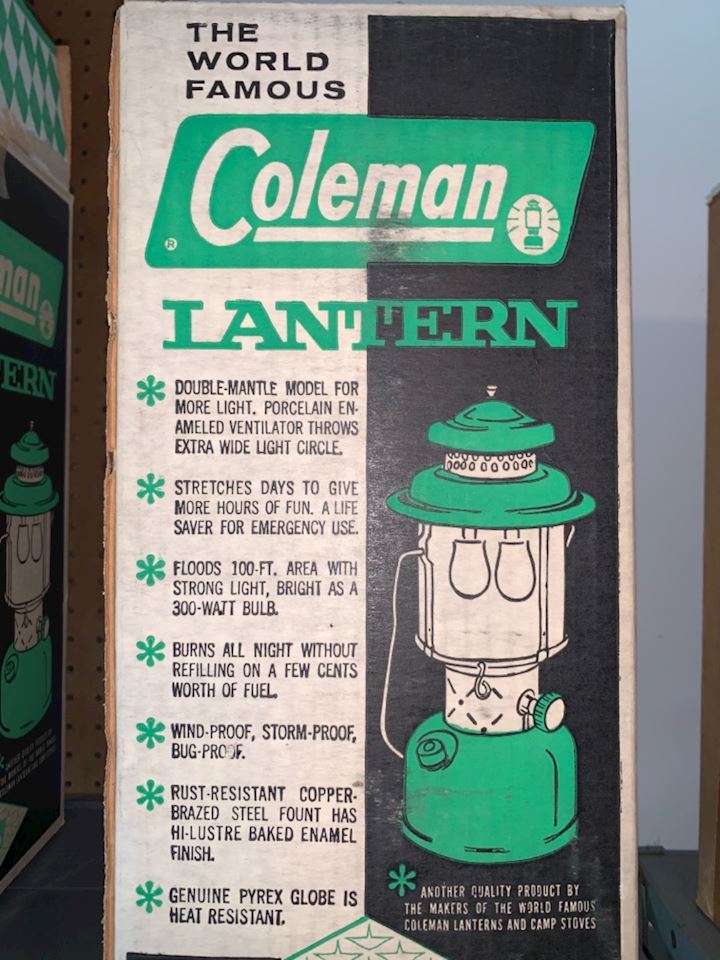 THE
WORLD
FAMOUS
Coleman
®
LANTERN
* DOUBLE-MANTLE MODEL FOR
MORE LIGHT. PORCELAIN EN-
AMELED VENTILATOR THROWS
EXTRA WIDE LIGHT CIRCLE.
* STRETCHES DAYS TO GIVE
MORE HOURS OF FUN. A LIFE
SAVER FOR EMERGENCY USE.
* FLOODS 100-FT. AREA WITH
STRONG LIGHT, BRIGHT AS A
300-WATT BULB.
* BURNS ALL NIGHT WITHOUT
REFILLING ON A FEW CENTS
WORTH OF FUEL.
* WIND-PROOF, STORM-PROOF,
BUG-PROOF.
* RUST-RESISTANT COPPER-
BRAZED STEEL FOUNT HAS
HI-LUSTRE BAKED ENAMEL
FINISH.
* GENUINE PYREX GLOBE IS
HEAT RESISTANT.
* ANOTHER QUALITY PRODUCT BY
THE MAKERS OF THE WORLD FAMOUS
COLEMAN LANTERNS AND CAMP STOVES
man
ERN